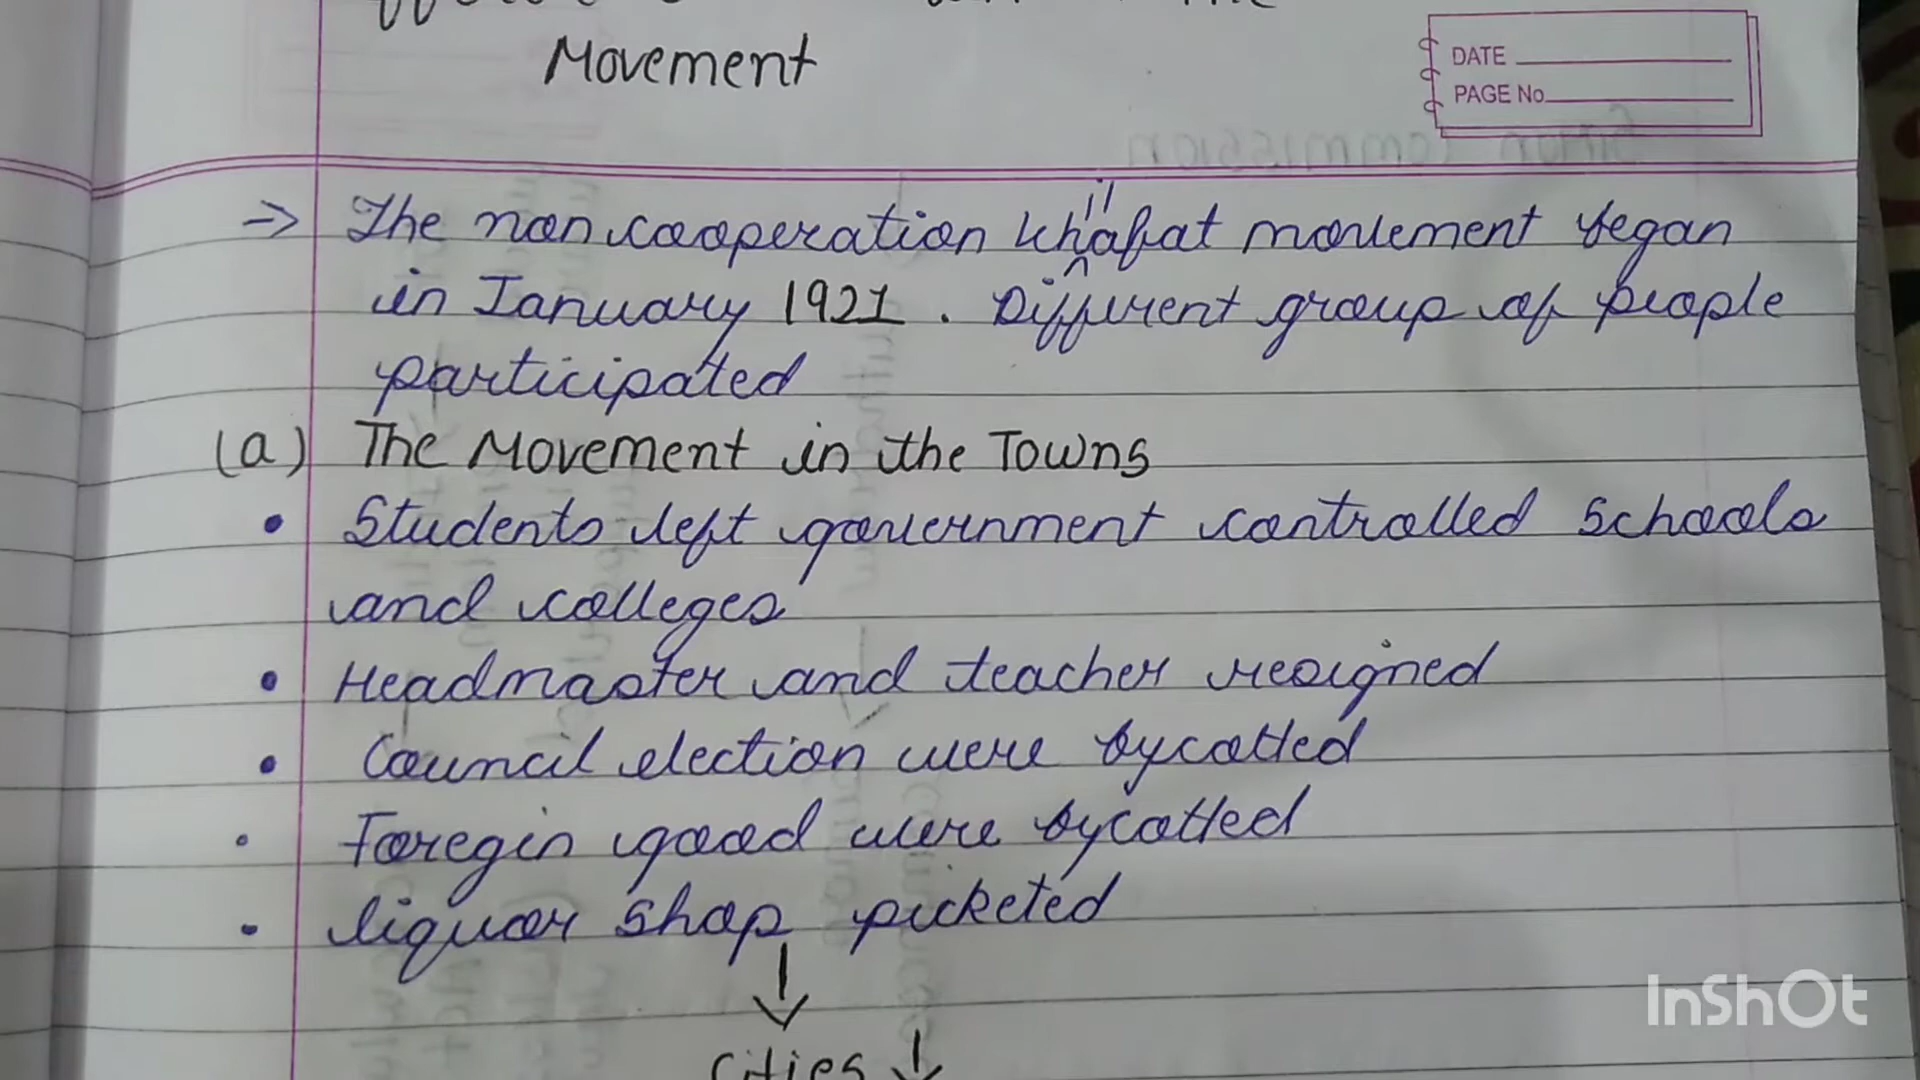 Movement
DATE
PAGE No.
→ The non cooperation khilafat movement began
in January 1921. Different group of people
participated
(a) The Movement in the Towns
• Students left government controlled Schools
and colleges
• Headmaster and teacher resigned
• Council election were bycotted
• Foregin good were bycotted
• liquor shop picketed
↓
cities ↓
InShOt